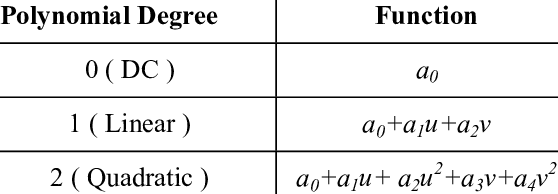 Polynomial Degree Function
0 ( DC ) a₀
1 ( Linear ) a₀+a₁u+a₂v
2 ( Quadratic ) a₀+a₁u+ a₂u²+a₃v+a₄v²